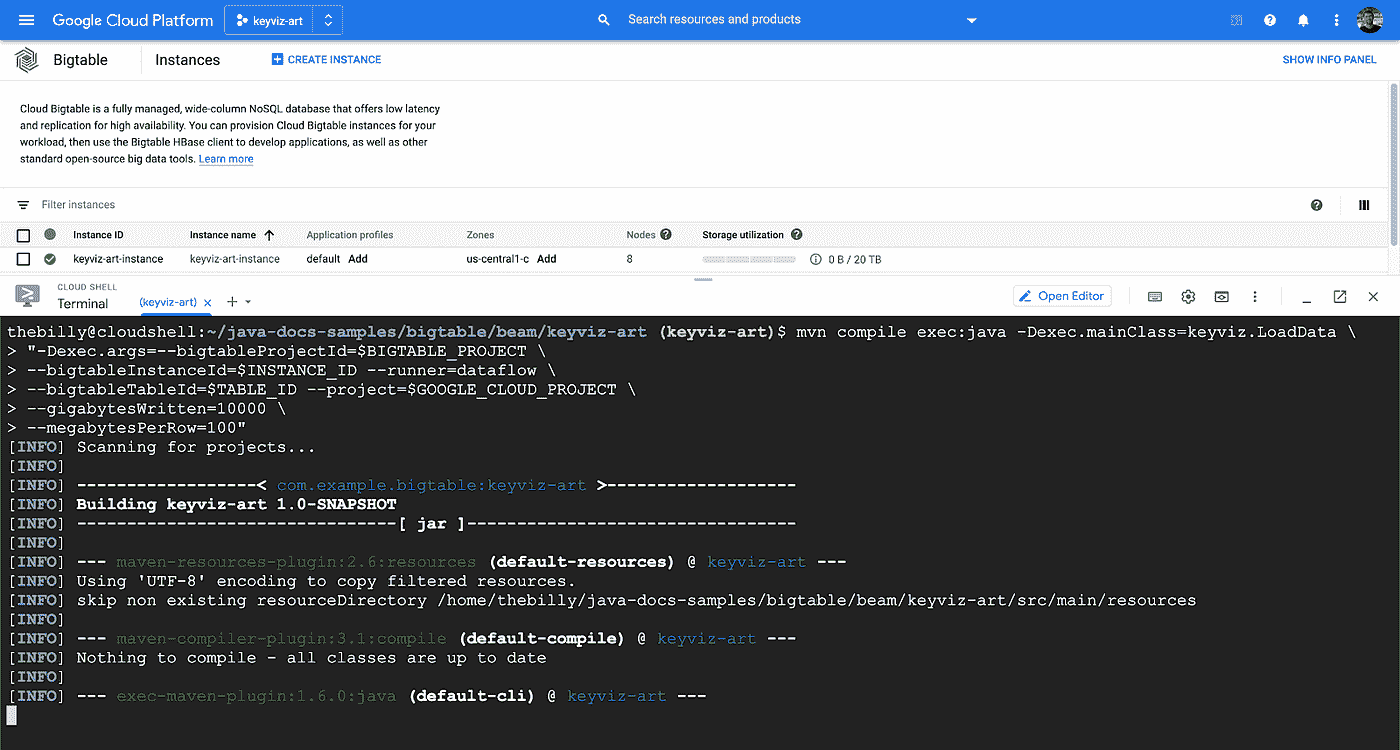 Google Cloud Platform keyviz-art Search resources and products
Bigtable Instances CREATE INSTANCE SHOW INFO PANEL
Cloud Bigtable is a fully managed, wide-column NoSQL database that offers low latency
and replication for high availability. You can provision Cloud Bigtable instances for your
workload, then use the Bigtable HBase client to develop applications, as well as other
standard open-source big data tools. Learn more
Filter instances
Instance ID Instance name Application profiles Zones Nodes Storage utilization
keyviz-art-instance keyviz-art-instance default Add us-central1-c Add 8 0 B / 20 TB
CLOUD SHELL
Terminal (keyviz-art) Open Editor
thebilly@cloudshell:~/java-docs-samples/bigtable/beam/keyviz-art (keyviz-art)$ mvn compile exec:java -Dexec.mainClass=keyviz.LoadData \
> "-Dexec.args=--bigtableProjectId=$BIGTABLE_PROJECT \
> --bigtableInstanceId=$INSTANCE_ID --runner=dataflow \
> --bigtableTableId=$TABLE_ID --project=$GOOGLE_CLOUD_PROJECT \
> --gigabytesWritten=10000 \
> --megabytesPerRow=100"
[INFO] Scanning for projects...
[INFO]
[INFO] ------------------< com.example.bigtable:keyviz-art >-------------------
[INFO] Building keyviz-art 1.0-SNAPSHOT
[INFO] --------------------------------[ jar ]---------------------------------
[INFO]
[INFO] --- maven-resources-plugin:2.6:resources (default-resources) @ keyviz-art ---
[INFO] Using 'UTF-8' encoding to copy filtered resources.
[INFO] skip non existing resourceDirectory /home/thebilly/java-docs-samples/bigtable/beam/keyviz-art/src/main/resources
[INFO]
[INFO] --- maven-compiler-plugin:3.1:compile (default-compile) @ keyviz-art ---
[INFO] Nothing to compile - all classes are up to date
[INFO]
[INFO] --- exec-maven-plugin:1.6.0:java (default-cli) @ keyviz-art ---